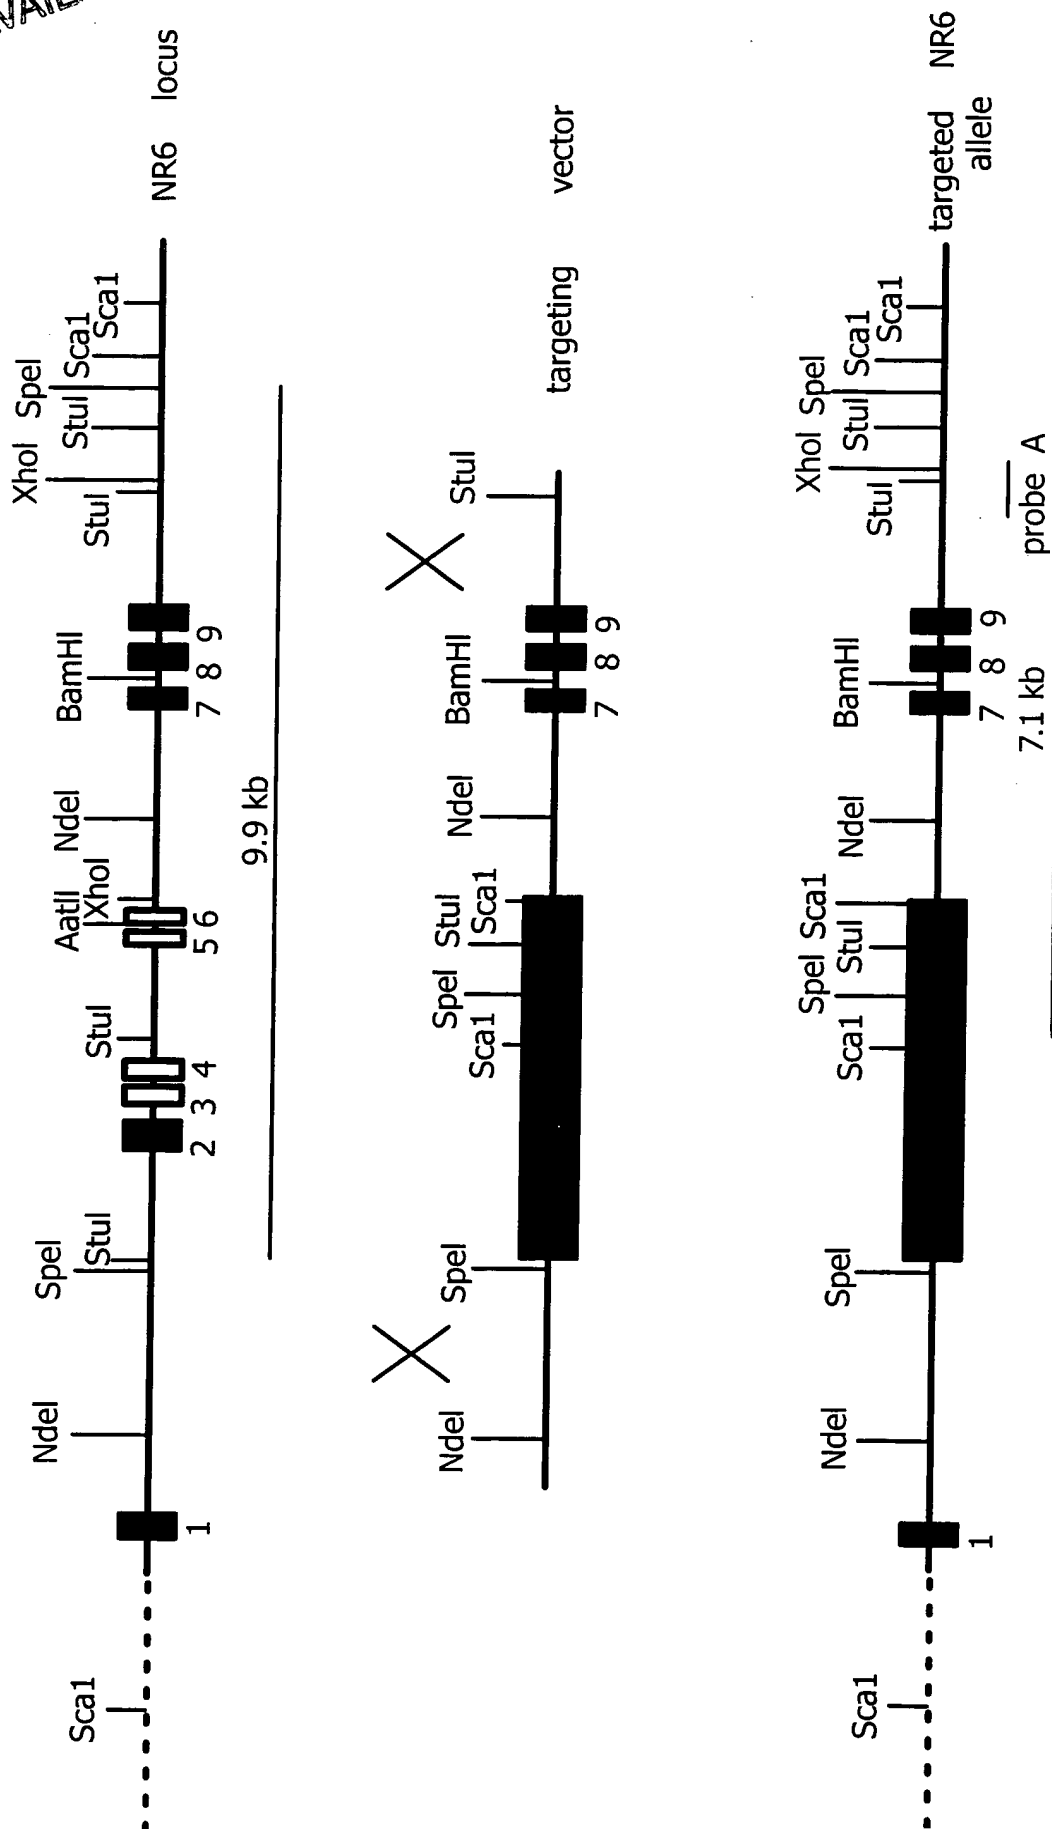 XhoI SpeI
NdeI SpeI AatII BamHI StuI Sca1
Sca1 StuI StuI XhoI NdeI StuI Sca1
NR6 locus
1 2 3 4 5 6 7 8 9
9.9 kb
NdeI SpeI SpeI StuI NdeI BamHI StuI
Sca1 Sca1
targeting vector
7 8 9
XhoI SpeI
SpeI Sca1
NdeI SpeI Sca1 StuI NdeI BamHI StuI Sca1
Sca1 StuI Sca1
targeted NR6
allele
1 7 8 9
7.1 kb probe A